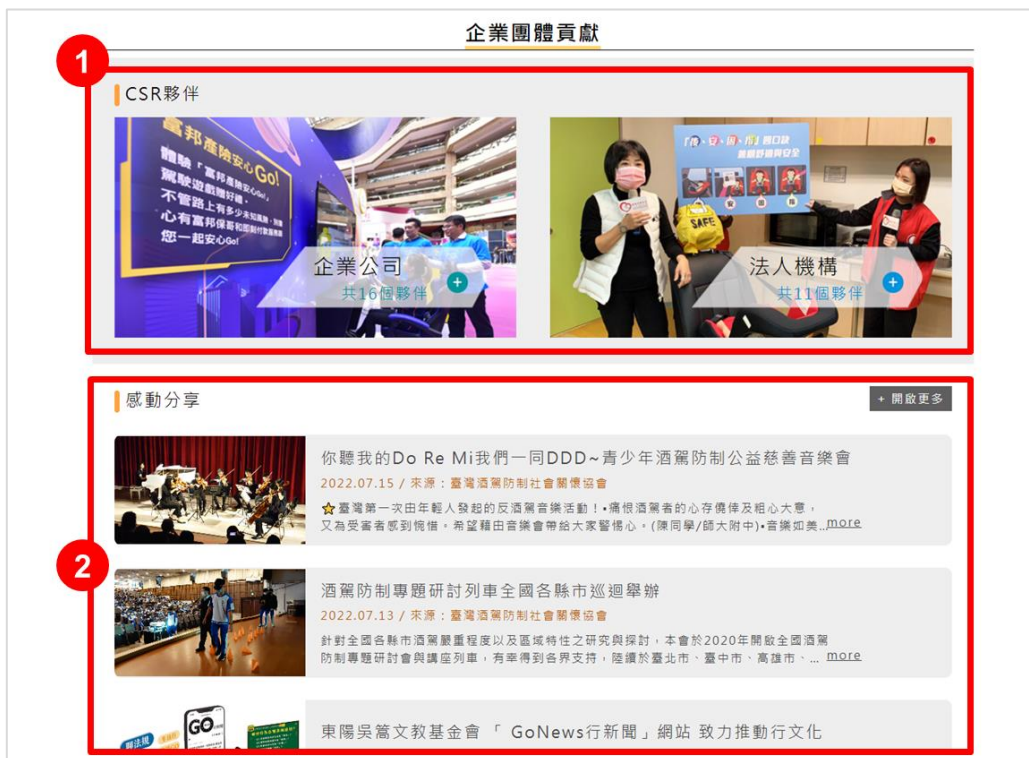 企業團體貢獻
1
CSR夥伴
富邦產險安心Go!
體驗「富邦產險安心Go!」
駕駛遊戲贈好禮。
不管路上有多少未知風險，
心有富邦保哥和即刻付款服務
您一起安心Go!
企業公司
共16個夥伴
+
安
固
指
SAFE
法人機構
共11個夥伴
+
2
感動分享
+ 開啟更多
你聽我的Do Re Mi我們一同DDD~青少年酒駕防制公益慈善音樂會
2022.07.15 / 來源：臺灣酒駕防制社會關懷協會
臺灣第一次由年輕人發起的反酒駕音樂活動！•痛恨酒駕者的心存僥倖及粗心大意，
又為受害者感到惋惜。希望藉由音樂會帶給大家警惕心。(陳同學/師大附中)•音樂如美…more
酒駕防制專題研討列車全國各縣市巡迴舉辦
2022.07.13 / 來源：臺灣酒駕防制社會關懷協會
針對全國各縣市酒駕嚴重程度以及區域特性之研究與探討，本會於2020年開啟全國酒駕
防制專題研討會與講座列車，有幸得到各界支持，陸續於臺北市、臺中市、高雄市、… more
GO
東陽吳篙文教基金會 「 GoNews行新聞」網站 致力推動行文化